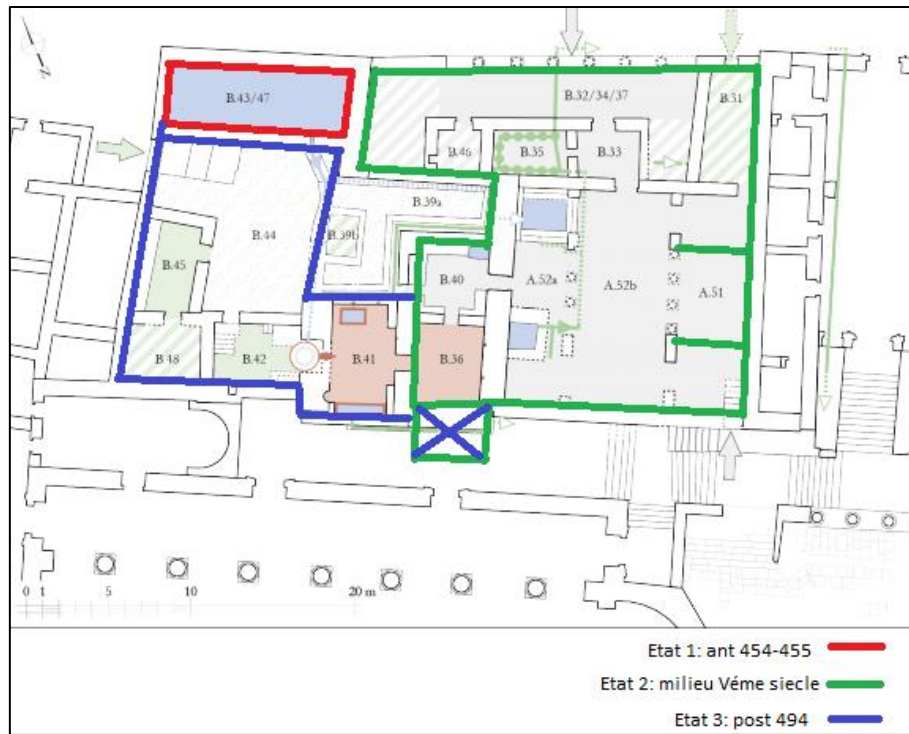 N
B.43/47
B.32/34/37
B.31
B.46
B.35
B.33
B.39a
B.44
B.39b
B.45
B.40
A.52a
A.52b
A.51
B.48
B.42
B.41
B.36
0 1 5 10 20 m
Etat 1: ant 454-455
Etat 2: milieu Véme siecle
Etat 3: post 494